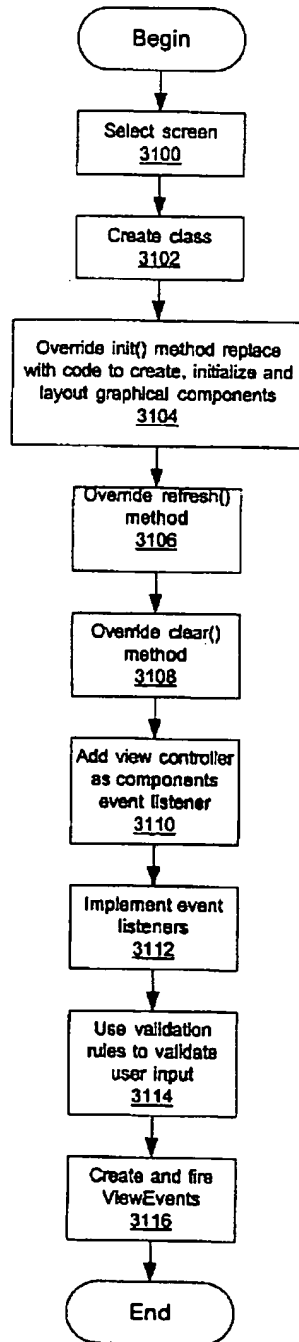 Begin
Select screen
3100
Create class
3102
Override init() method replace
with code to create, initialize and
layout graphical components
3104
Override refresh()
method
3106
Override clear()
method
3108
Add view controller
as components
event listener
3110
Implement event
listeners
3112
Use validation
rules to validate
user input
3114
Create and fire
ViewEvents
3116
End